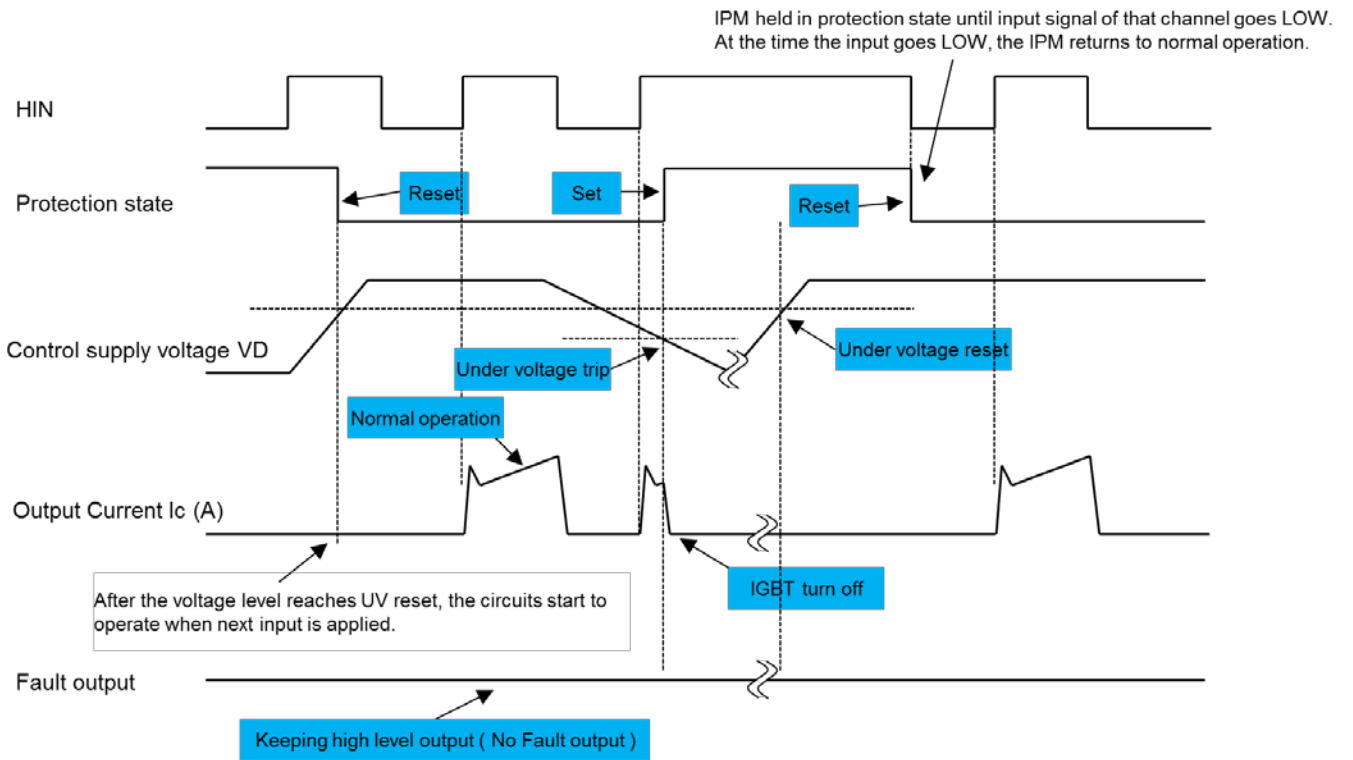 IPM held in protection state until input signal of that channel goes LOW.
At the time the input goes LOW, the IPM returns to normal operation.
HIN
Protection state
Reset
Set
Reset
Control supply voltage VD
Under voltage trip
Under voltage reset
Normal operation
Output Current Ic (A)
IGBT turn off
After the voltage level reaches UV reset, the circuits start to
operate when next input is applied.
Fault output
Keeping high level output ( No Fault output )